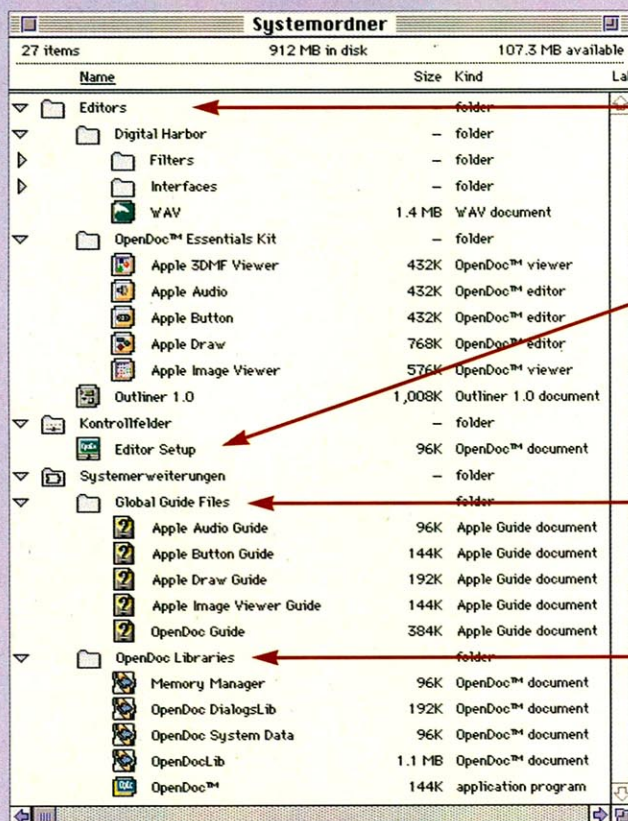 Systemordner
27 items 912 MB in disk 107.3 MB available
Name Size Kind
Editors – folder
Digital Harbor – folder
Filters – folder
Interfaces – folder
WAV 1.4 MB WAV document
OpenDoc™ Essentials Kit – folder
Apple 3DMF Viewer 432K OpenDoc™ viewer
Apple Audio 432K OpenDoc™ editor
Apple Button 432K OpenDoc™ editor
Apple Draw 768K OpenDoc™ editor
Apple Image Viewer 576K OpenDoc™ viewer
Outliner 1.0 1,008K Outliner 1.0 document
Kontrollfelder – folder
Editor Setup 96K OpenDoc™ document
Systemerweiterungen – folder
Global Guide Files folder
Apple Audio Guide 96K Apple Guide document
Apple Button Guide 144K Apple Guide document
Apple Draw Guide 192K Apple Guide document
Apple Image Viewer Guide 144K Apple Guide document
OpenDoc Guide 384K Apple Guide document
OpenDoc Libraries folder
Memory Manager 96K OpenDoc™ document
OpenDoc DialogsLib 192K OpenDoc™ document
OpenDoc System Data 96K OpenDoc™ document
OpenDocLib 1.1 MB OpenDoc™ document
OpenDoc™ 144K application program